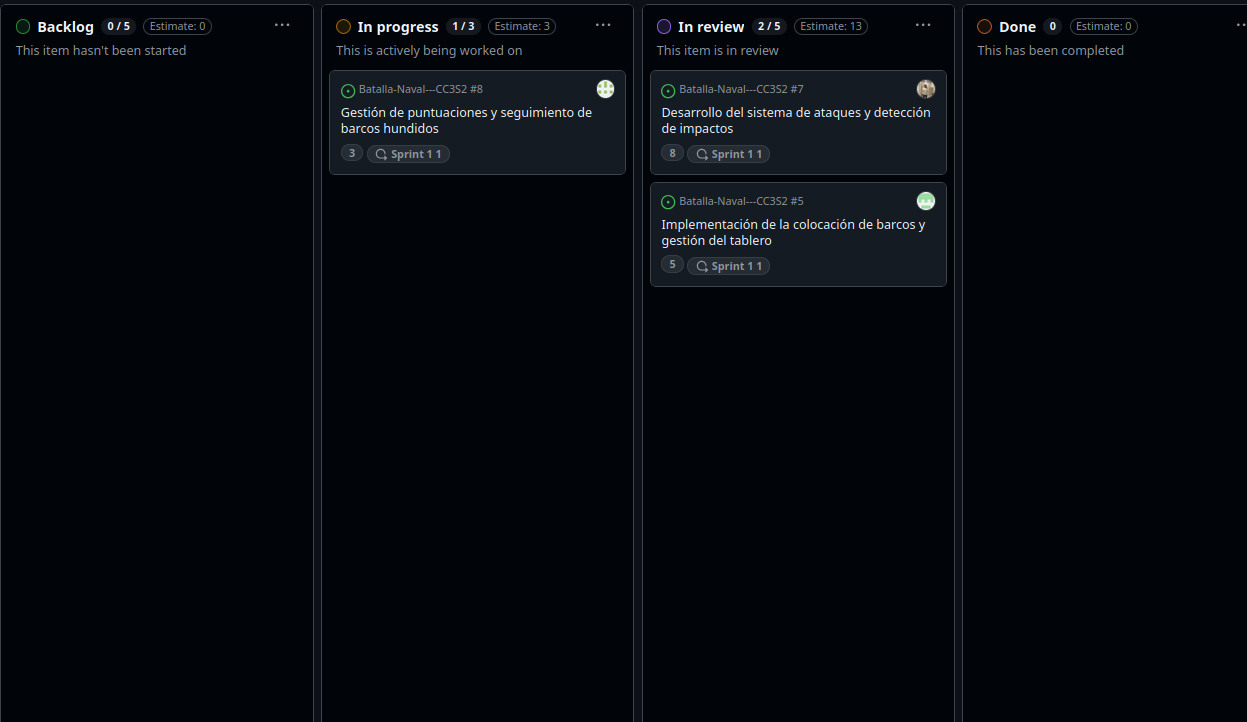 Backlog 0 / 5 Estimate: 0 ...
This item hasn't been started
In progress 1 / 3 Estimate: 3 ...
This is actively being worked on
Batalla-Naval---CC3S2 #8
Gestión de puntuaciones y seguimiento de
barcos hundidos
3 Sprint 1 1
In review 2 / 5 Estimate: 13 ...
This item is in review
Batalla-Naval---CC3S2 #7
Desarrollo del sistema de ataques y detección
de impactos
8 Sprint 1 1
Batalla-Naval---CC3S2 #5
Implementación de la colocación de barcos y
gestión del tablero
5 Sprint 1 1
Done 0 Estimate: 0
This has been completed